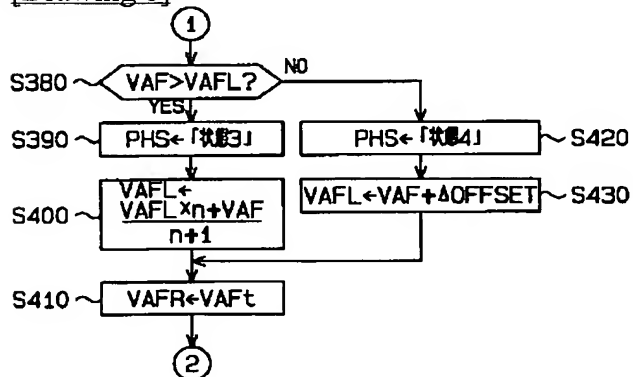 [Drawing
1
S380 VAF>VAFL? NO
YES
S390 PHS←「状態3」
PHS←「状態4」 S420
S400 VAFL←
VAFL×n+VAF
n+1
VAFL←VAF+ΔOFFSET S430
S410 VAFR←VAFt
2